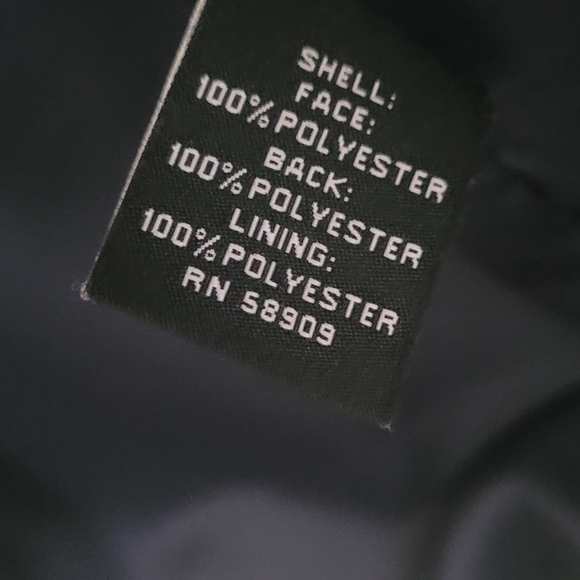 SHELL:
FACE:
100% POLYESTER
BACK:
100% POLYESTER
LINING:
100% POLYESTER
RN 58909